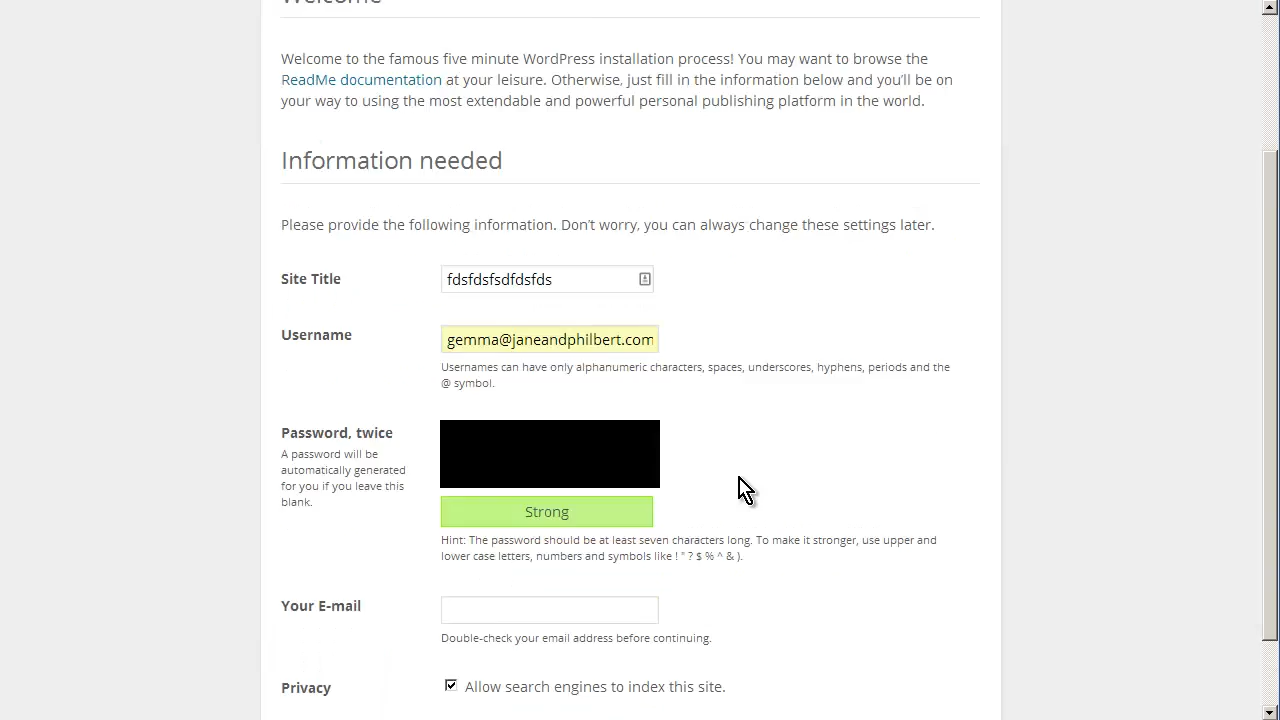 Welcome
Welcome to the famous five minute WordPress installation process! You may want to browse the
ReadMe documentation at your leisure. Otherwise, just fill in the information below and you'll be on
your way to using the most extendable and powerful personal publishing platform in the world.
Information needed
Please provide the following information. Don't worry, you can always change these settings later.
Site Title
fdsfdsfsdfdsfds
Username
gemma@janeandphilbert.com
Usernames can have only alphanumeric characters, spaces, underscores, hyphens, periods and the
@ symbol.
Password, twice
A password will be
automatically generated
for you if you leave this
blank.
Strong
Hint: The password should be at least seven characters long. To make it stronger, use upper and
lower case letters, numbers and symbols like ! " ? $ % ^ & ).
Your E-mail
Double-check your email address before continuing.
Privacy
Allow search engines to index this site.